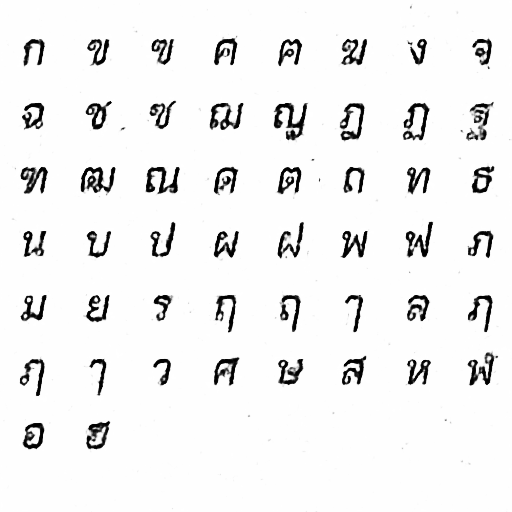 ก ข ฃ ค ฅ ฆ ง จ
ฉ ช ซ ฌ ญ ฎ ฏ ฐ
ฑ ฒ ณ ด ต ถ ท ธ
น บ ป ผ ฝ พ ฟ ภ
ม ย ร ฤ ฤ ๅ ล ฦ
ฦ ๅ ว ศ ษ ส ห ฬ
อ ฮ